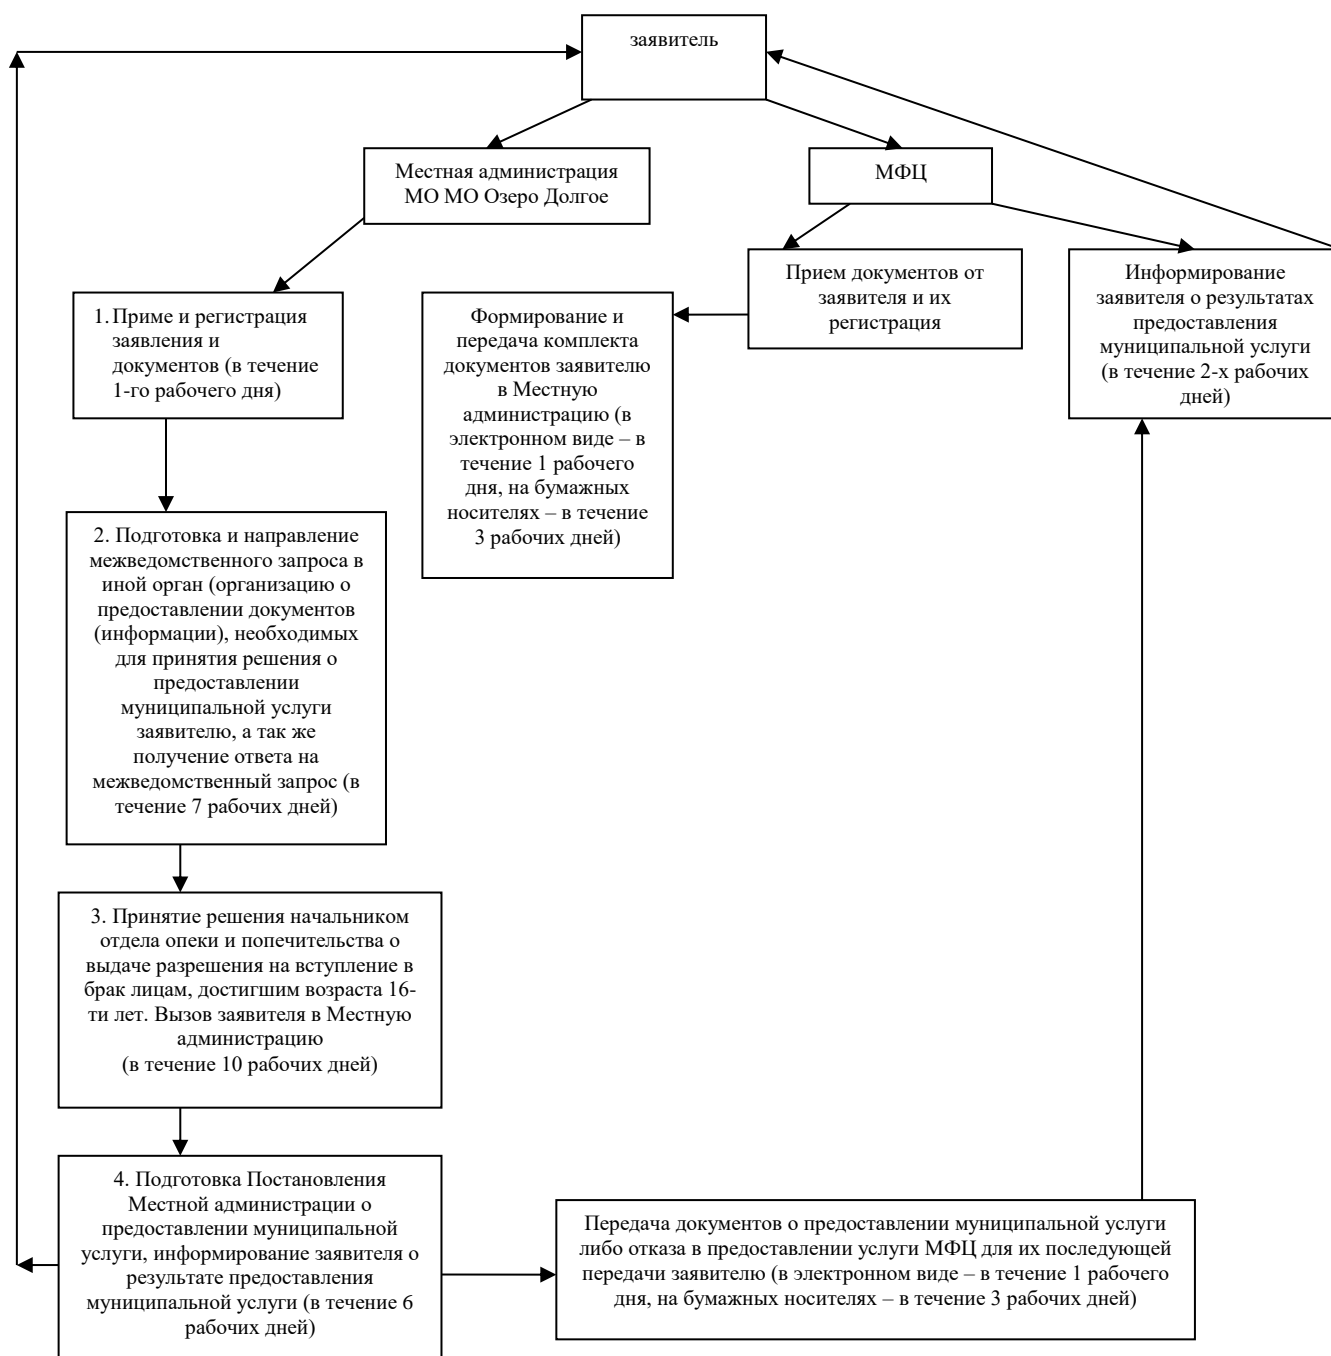 заявитель
Местная администрация
МО МО Озеро Долгое
МФЦ
Прием документов от
заявителя и их
регистрация
Информирование
заявителя о результатах
предоставления
муниципальной услуги
(в течение 2-х рабочих
дней)
1. Приме и регистрация
заявления и
документов (в течение
1-го рабочего дня)
Формирование и
передача комплекта
документов заявителю
в Местную
администрацию (в
электронном виде – в
течение 1 рабочего
дня, на бумажных
носителях – в течение
3 рабочих дней)
2. Подготовка и направление
межведомственного запроса в
иной орган (организацию о
предоставлении документов
(информации), необходимых
для принятия решения о
предоставлении
муниципальной услуги
заявителю, а так же
получение ответа на
межведомственный запрос (в
течение 7 рабочих дней)
3. Принятие решения начальником
отдела опеки и попечительства о
выдаче разрешения на вступление в
брак лицам, достигшим возраста 16-
ти лет. Вызов заявителя в Местную
администрацию
(в течение 10 рабочих дней)
4. Подготовка Постановления
Местной администрации о
предоставлении муниципальной
услуги, информирование заявителя о
результате предоставления
муниципальной услуги (в течение 6
рабочих дней)
Передача документов о предоставлении муниципальной услуги
либо отказа в предоставлении услуги МФЦ для их последующей
передачи заявителю (в электронном виде – в течение 1 рабочего
дня, на бумажных носителях – в течение 3 рабочих дней)